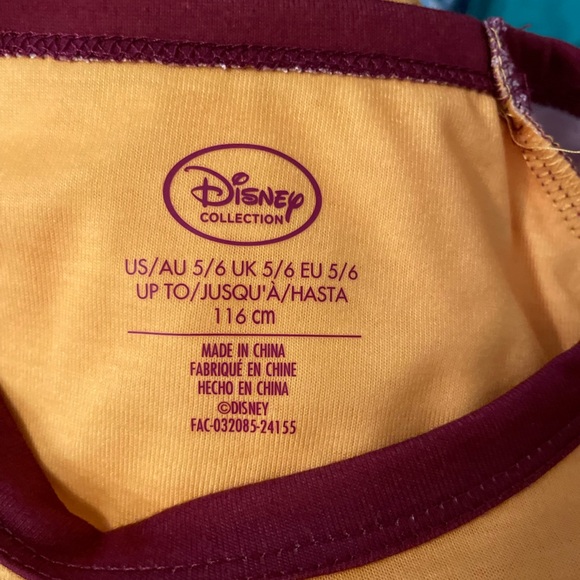 Disney
COLLECTION
US/AU 5/6 UK 5/6 EU 5/6
UP TO/JUSQU'À/HASTA
116 cm
MADE IN CHINA
FABRIQUÉ EN CHINE
HECHO EN CHINA
©DISNEY
FAC-032085-24155